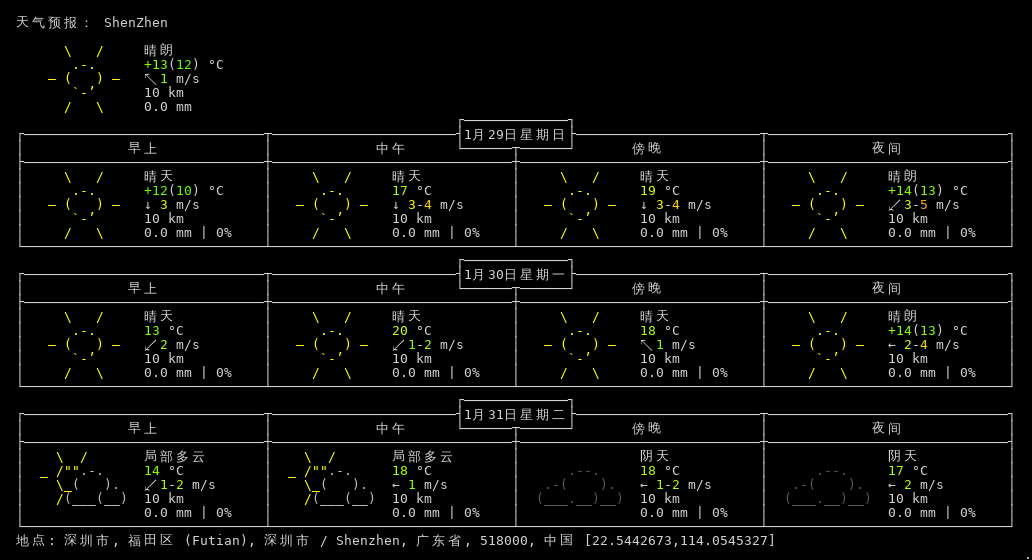 天气预报： ShenZhen
晴朗
+13(12) °C
↖ 1 m/s
10 km
0.0 mm
1月29日星期日
早上 中午 傍晚 夜间
晴天 晴天 晴天 晴朗
+12(10) °C 17 °C 19 °C +14(13) °C
↓ 3 m/s ↓ 3-4 m/s ↓ 3-4 m/s ↙ 3-5 m/s
10 km 10 km 10 km 10 km
0.0 mm | 0% 0.0 mm | 0% 0.0 mm | 0% 0.0 mm | 0%
1月30日星期一
早上 中午 傍晚 夜间
晴天 晴天 晴天 晴朗
13 °C 20 °C 18 °C +14(13) °C
↙ 2 m/s ↙ 1-2 m/s ↖ 1 m/s ← 2-4 m/s
10 km 10 km 10 km 10 km
0.0 mm | 0% 0.0 mm | 0% 0.0 mm | 0% 0.0 mm | 0%
1月31日星期二
早上 中午 傍晚 夜间
局部多云 局部多云 阴天 阴天
14 °C 18 °C 18 °C 17 °C
↙ 1-2 m/s ← 1 m/s ← 1-2 m/s ← 2 m/s
10 km 10 km 10 km 10 km
0.0 mm | 0% 0.0 mm | 0% 0.0 mm | 0% 0.0 mm | 0%
地点: 深圳市, 福田区 (Futian), 深圳市 / Shenzhen, 广东省, 518000, 中国 [22.5442673,114.0545327]